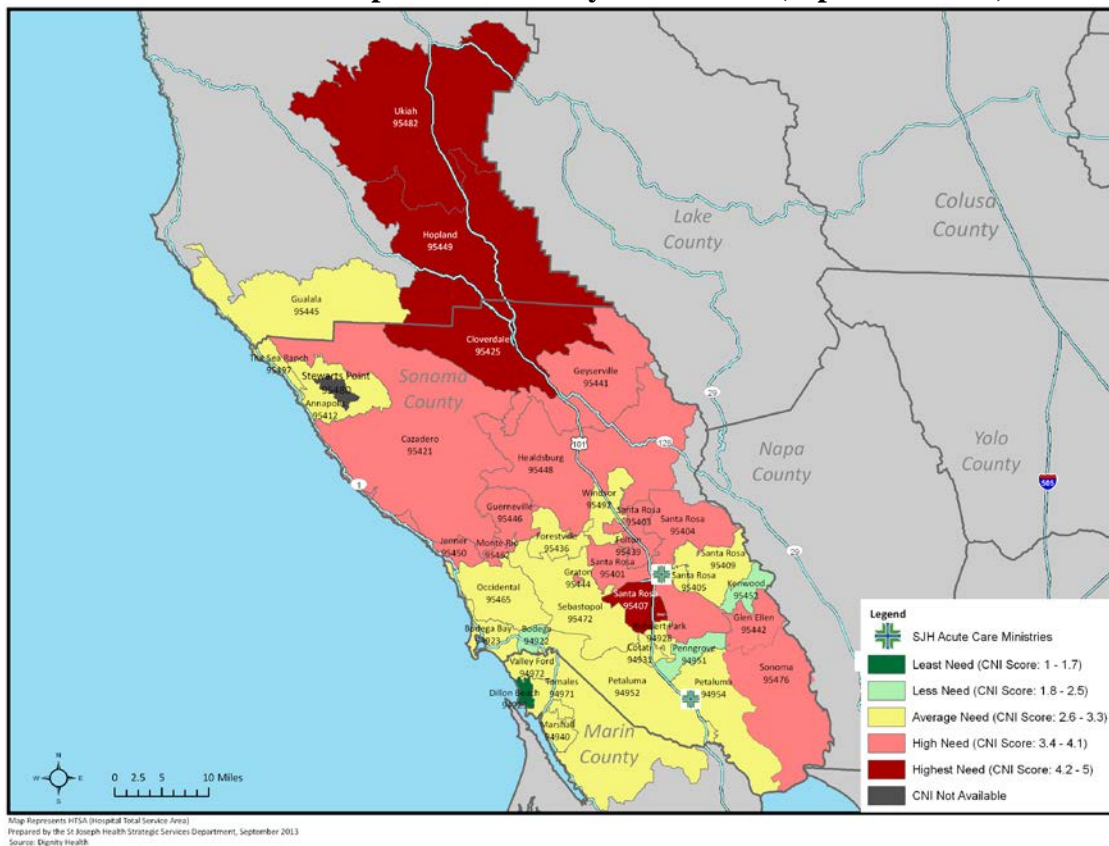 Ukiah
95482
Lake
County
Colusa
County
Hopland
95449
Gualala
95445
Cloverdale
95425
The Sea Ranch
95497
Stewarts Point
Annapolis
95412
Sonoma
County
Geyserville
95441
29
Napa
County
Yolo
County
505
Cazadero
95421
101
128
Healdsburg
95448
1
Windsor
95492
Guerneville
95446
Santa Rosa
95403
Santa Rosa
95404
Jenner
95450
Monte Rio
Forestville
95436
Fulton
95439
29
Santa Rosa
95409
Santa Rosa
95401
Graton
95444
Santa Rosa
95405
Kenwood
95452
Occidental
95465
Santa Rosa
95407
Sebastopol
95472
Glen Ellen
95442
Park
94928
Bodega Bay
Bodega
94922
94931
Penngrove
94951
Sonoma
95476
Valley Ford
94972
Petaluma
94952
Petaluma
94954
Dillon Beach
Tomales
94971
Marshall
94940
Marin
County
Legend
SJH Acute Care Ministries
Least Need (CNI Score: 1 - 1.7)
Less Need (CNI Score: 1.8 - 2.5)
Average Need (CNI Score: 2.6 - 3.3)
High Need (CNI Score: 3.4 - 4.1)
Highest Need (CNI Score: 4.2 - 5)
CNI Not Available
N
W E
S
0 2.5 5 10 Miles
Map Represents HTSA (Hospital Total Service Area)
Prepared by the St Joseph Health Strategic Services Department, September 2013
Source: Dignity Health